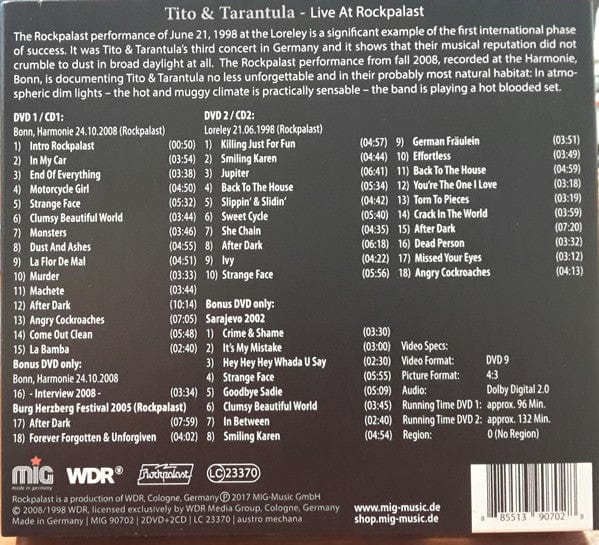 Tito & Tarantula - Live At Rockpalast
The Rockpalast performance of June 21, 1998 at the Loreley is a significant example of the first international phase
of success. It was Tito & Tarantula's third concert in Germany and it shows that their musical reputation did not
crumble to dust in broad daylight at all. The Rockpalast performance from fall 2008, recorded at the Harmonie,
Bonn, is documenting Tito & Tarantula no less unforgettable and in their probably most natural habitat: In atmo-
spheric dim lights – the hot and muggy climate is practically sensable – the band is playing a hot blooded set.
DVD 1 / CD1:
Bonn, Harmonie 24.10.2008 (Rockpalast)
1) Intro Rockpalast (00:50)
2) In My Car (03:54)
3) End Of Everything (03:38)
4) Motorcycle Girl (04:50)
5) Strange Face (05:32)
6) Clumsy Beautiful World (03:44)
7) Monsters (04:35)
8) Dust And Ashes (04:55)
9) La Flor De Mal (04:51)
10) Murder (03:33)
11) Machete (03:44)
12) After Dark (10:14)
13) Angry Cockroaches (07:05)
14) Come Out Clean (05:48)
15) La Bamba (02:40)
Bonus DVD only:
Bonn, Harmonie 24.10.2008
16) - Interview 2008 - (03:34)
Burg Herzberg Festival 2005 (Rockpalast)
17) After Dark (07:59)
18) Forever Forgotten & Unforgiven (04:02)
DVD 2 / CD2:
Loreley 21.06.1998 (Rockpalast)
1) Killing Just For Fun (04:57)
2) Smiling Karen (04:44)
3) Jupiter (06:41)
4) Back To The House (05:34)
5) Slippin' & Slidin' (05:42)
6) Sweet Cycle (05:40)
7) She Chain (04:35)
8) After Dark (06:18)
9) Ivy (04:22)
10) Strange Face (05:56)
Bonus DVD only:
Sarajevo 2002
1) Crime & Shame (03:30)
2) It's My Mistake (03:00)
3) Hey Hey Hey Whada U Say (02:30)
4) Strange Face (05:55)
5) Goodbye Sadie (05:09)
6) Clumsy Beautiful World (03:45)
7) In Between (02:40)
8) Smiling Karen (04:54)
9) German Fräulein (03:51)
10) Effortless (03:49)
11) Back To The House (04:59)
12) You're The One I Love (03:18)
13) Torn To Pieces (03:19)
14) Crack In The World (03:59)
15) After Dark (07:20)
16) Dead Person (03:32)
17) Missed Your Eyes (03:12)
18) Angry Cockroaches (04:13)
Video Specs:
Video Format: DVD 9
Picture Format: 4:3
Audio: Dolby Digital 2.0
Running Time DVD 1: approx. 96 Min.
Running Time DVD 2: approx. 132 Min.
Region: 0 (No Region)
mig
made in germany
WDR®
Rockpalast
LC 23370
Rockpalast is a production of WDR, Cologne, Germany Ⓟ 2017 MIG-Music GmbH
© 2008/1998 WDR, licensed exclusively by WDR Media Group, Cologne, Germany
Made in Germany | MIG 90702 | 2DVD+2CD | LC 23370 | austro mechana
www.mig-music.de
shop.mig-music.de
8 85513 90702 8